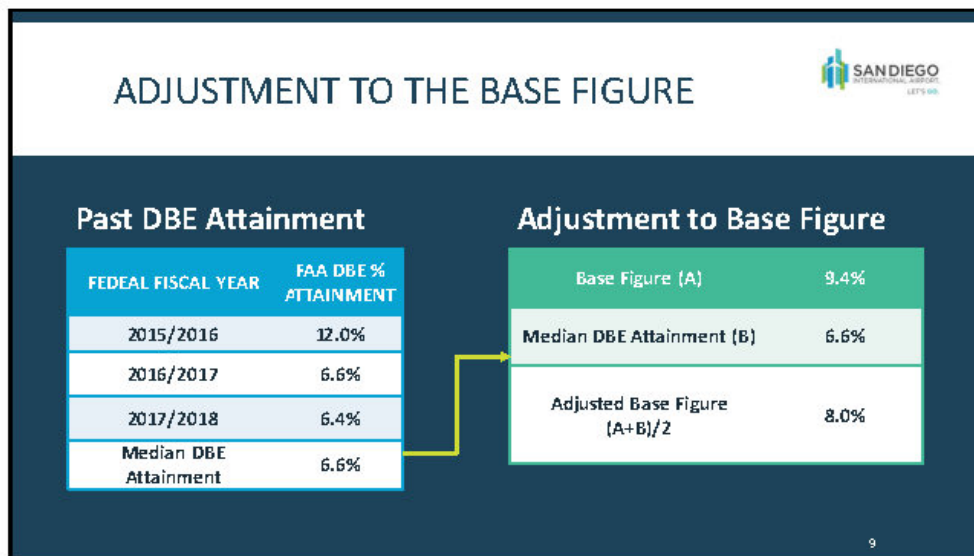 ADJUSTMENT TO THE BASE FIGURE
SAN DIEGO
INTERNATIONAL AIRPORT.
LET'S GO.
Past DBE Attainment
FEDEAL FISCAL YEAR
FAA DBE %
ATTAINMENT
2015/2016 12.0%
2016/2017 6.6%
2017/2018 6.4%
Median DBE
Attainment
6.6%
Adjustment to Base Figure
Base Figure (A) 9.4%
Median DBE Attainment (B) 6.6%
Adjusted Base Figure
(A+B)/2
8.0%
9